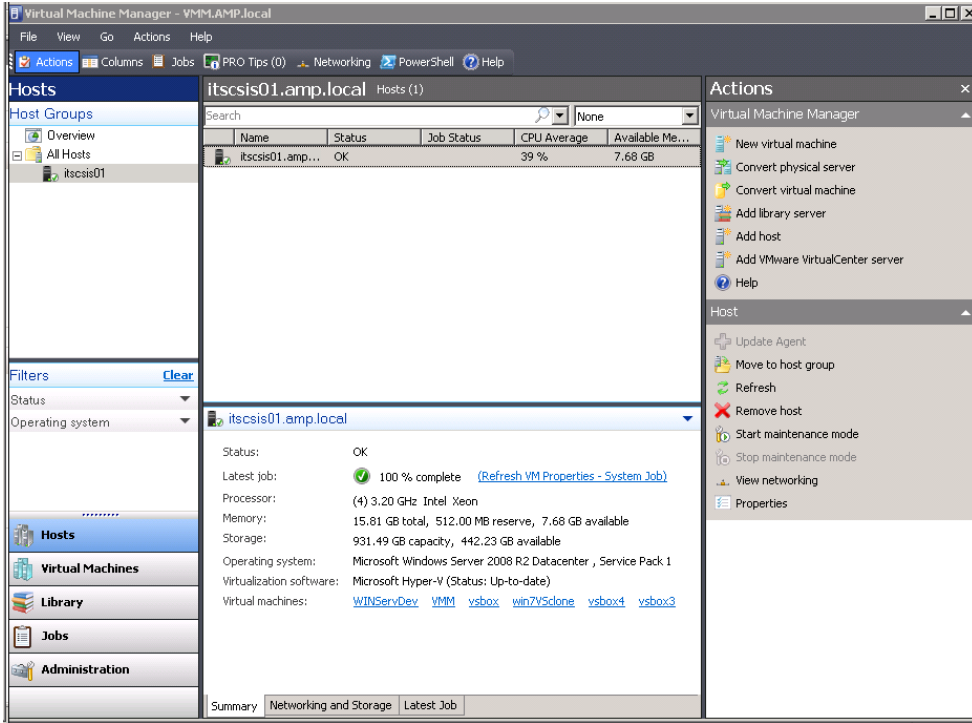 Virtual Machine Manager - VMM.AMP.local
File View Go Actions Help
Actions Columns Jobs PRO Tips (0) Networking PowerShell Help
Hosts
Host Groups
Overview
All Hosts
itscsis01
Filters Clear
Status
Operating system
Hosts
Virtual Machines
Library
Jobs
Administration
itscsis01.amp.local Hosts (1)
Search None
Name Status Job Status CPU Average Available Me...
itscsis01.amp... OK 39 % 7.68 GB
itscsis01.amp.local
Status: OK
Latest job: 100 % complete (Refresh VM Properties - System Job)
Processor: (4) 3.20 GHz Intel Xeon
Memory: 15.81 GB total, 512.00 MB reserve, 7.68 GB available
Storage: 931.49 GB capacity, 442.23 GB available
Operating system: Microsoft Windows Server 2008 R2 Datacenter , Service Pack 1
Virtualization software: Microsoft Hyper-V (Status: Up-to-date)
Virtual machines: WINServDev VMM vsbox win7VSclone vsbox4 vsbox3
Summary Networking and Storage Latest Job
Actions
Virtual Machine Manager
New virtual machine
Convert physical server
Convert virtual machine
Add library server
Add host
Add VMware VirtualCenter server
Help
Host
Update Agent
Move to host group
Refresh
Remove host
Start maintenance mode
Stop maintenance mode
View networking
Properties